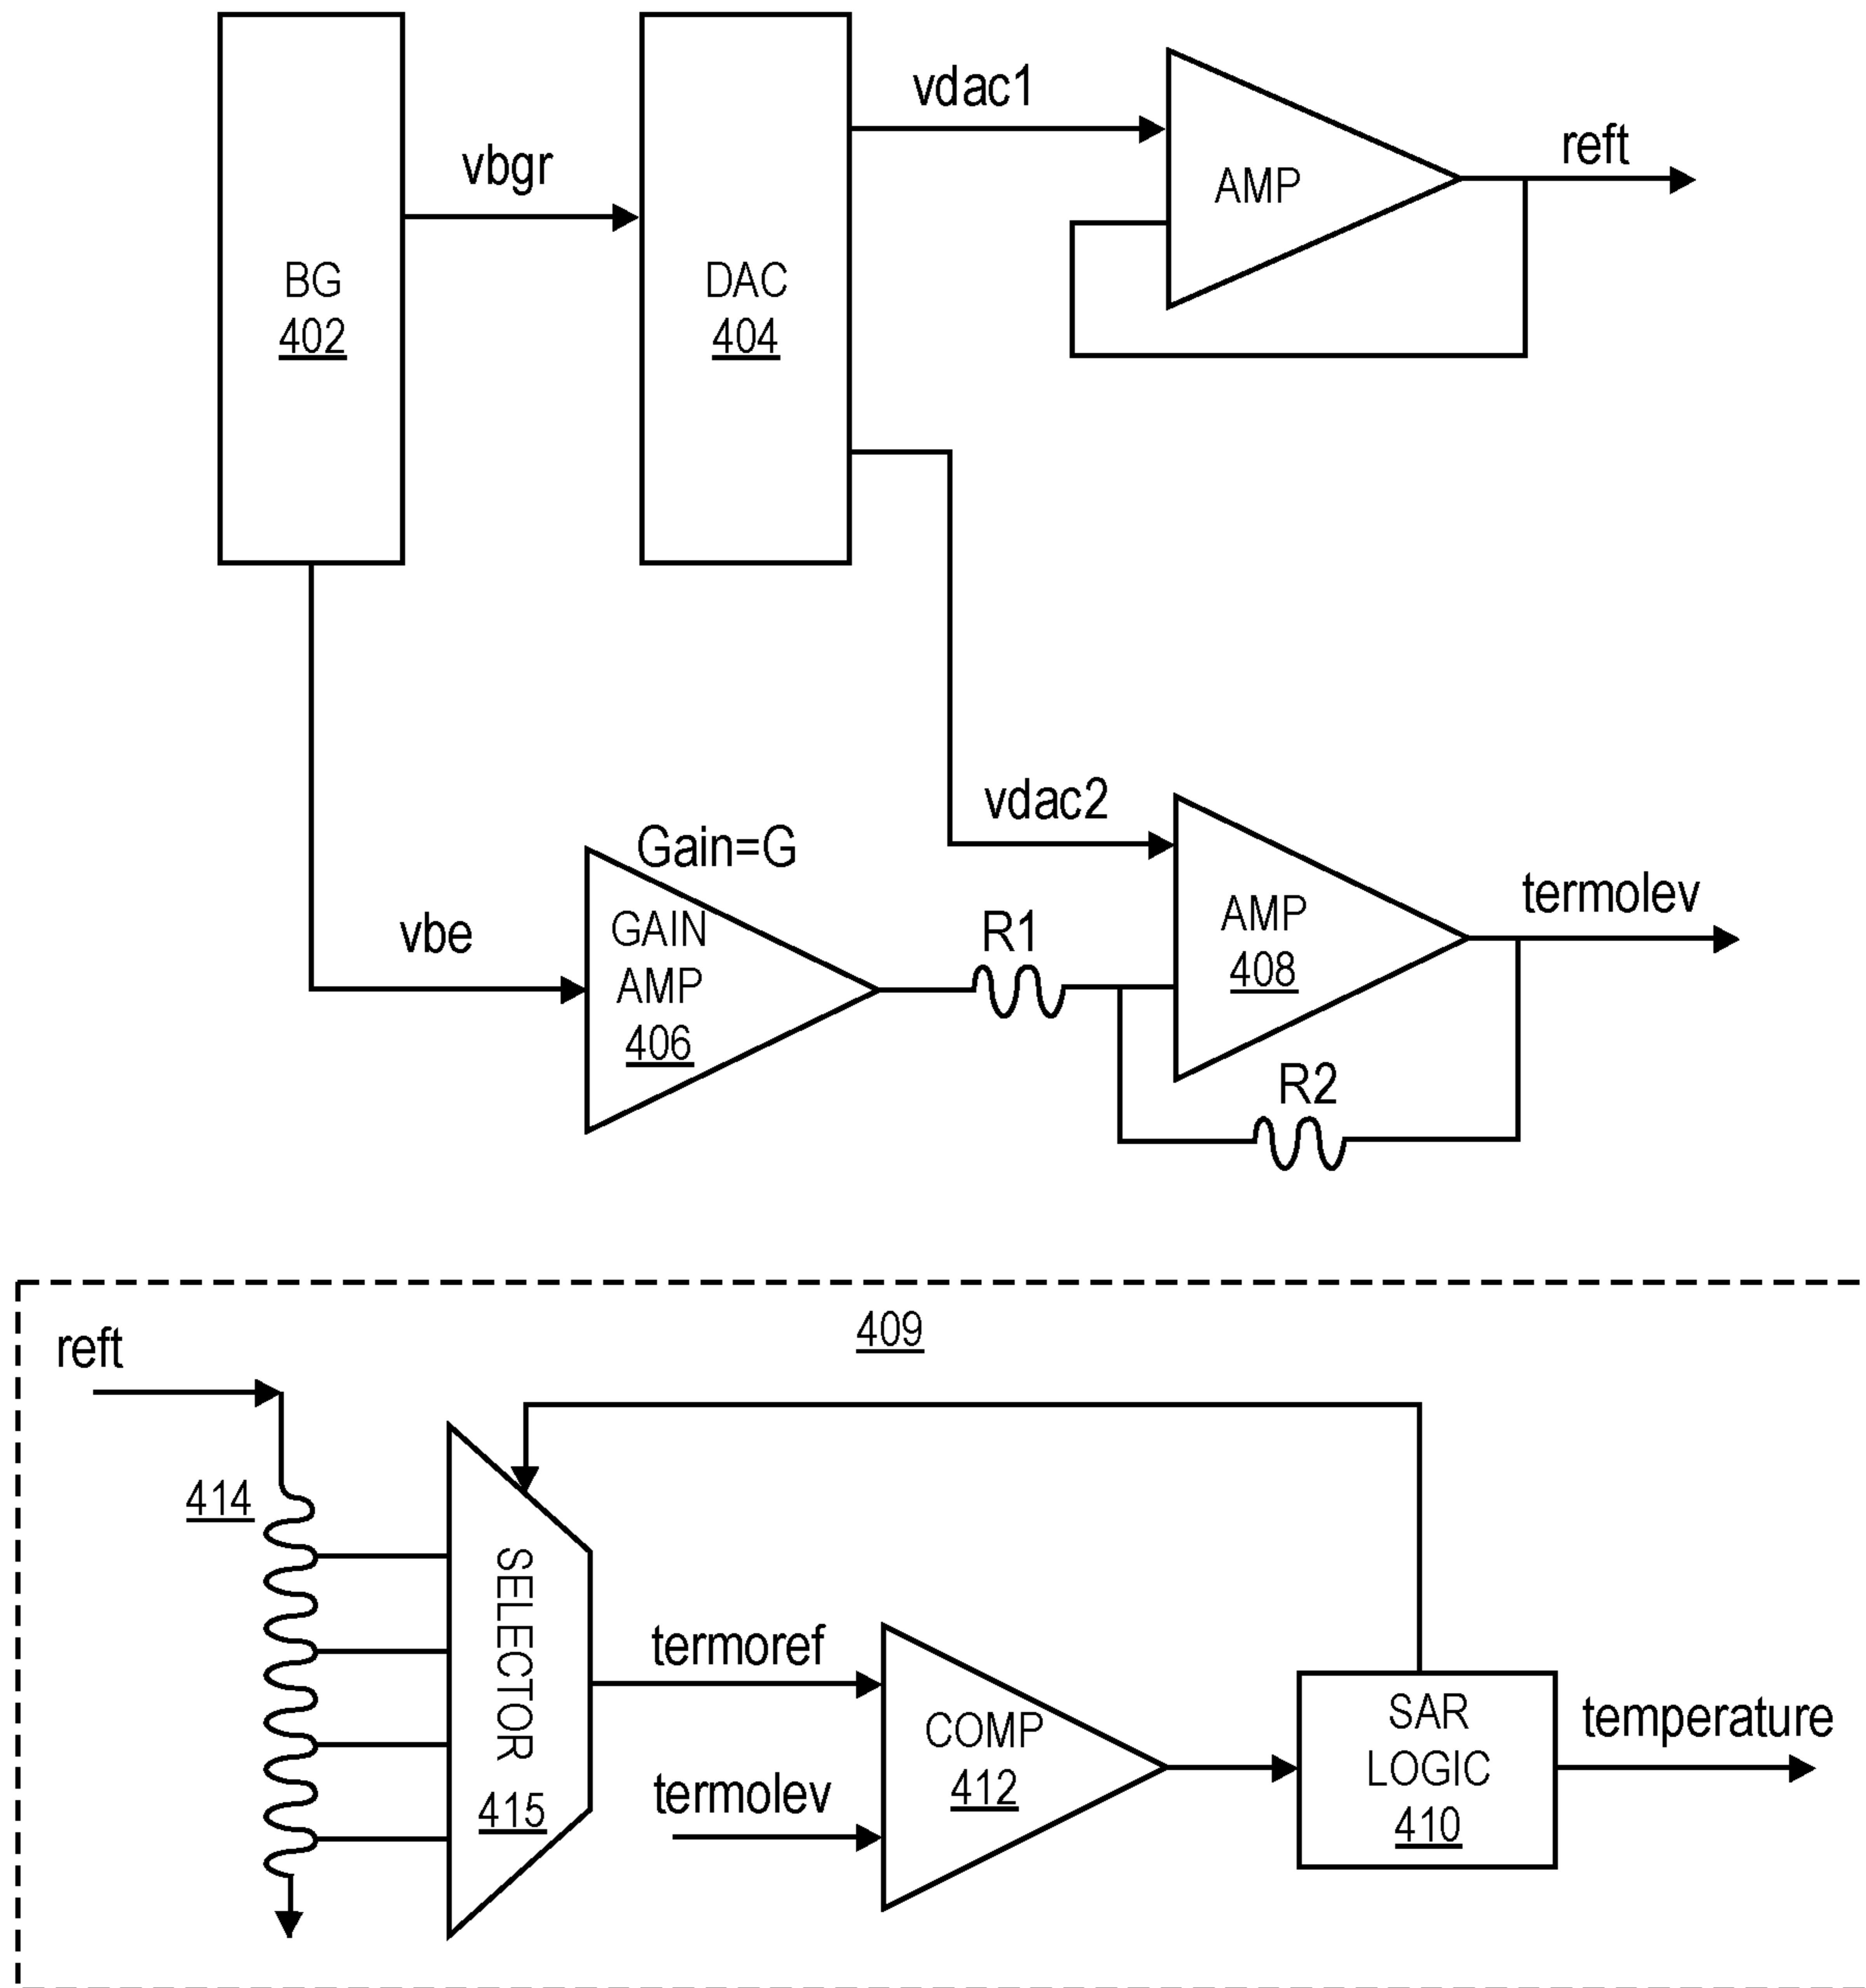 vdac1
reft
vbgr
AMP
BG
402
DAC
404
vdac2
Gain=G
termolev
vbe
GAIN
AMP
406
R1
AMP
408
R2
409
reft
414
SELECTOR
415
termoref
termolev
COMP
412
SAR
LOGIC
410
temperature